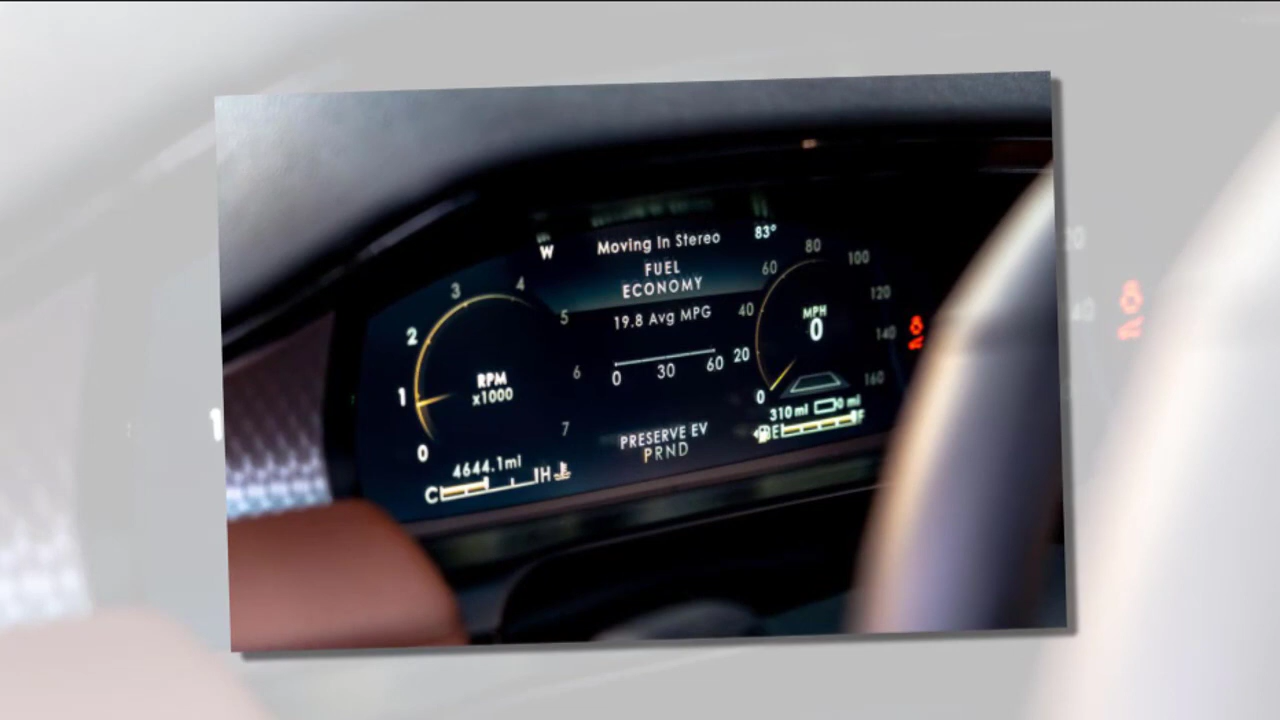 W
Moving In Stereo
83°
FUEL
ECONOMY
19.8 Avg MPG
0 30 60
0
1
2
3
4
5
6
7
RPM
x1000
4644.1mi
C H
PRESERVE EV
PRND
0
20
40
60
80
100
120
140
160
MPH
0
310mi 0 mi
E F